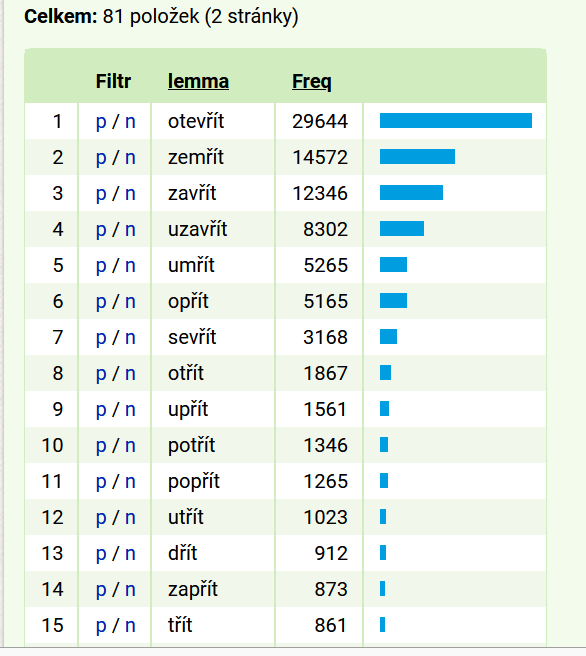 Celkem: 81 položek (2 stránky)
Filtr lemma Freq
1 p / n otevřít 29644
2 p / n zemřít 14572
3 p / n zavřít 12346
4 p / n uzavřít 8302
5 p / n umřít 5265
6 p / n opřít 5165
7 p / n sevřít 3168
8 p / n otřít 1867
9 p / n upřít 1561
10 p / n potřít 1346
11 p / n popřít 1265
12 p / n utřít 1023
13 p / n dřít 912
14 p / n zapřít 873
15 p / n třít 861